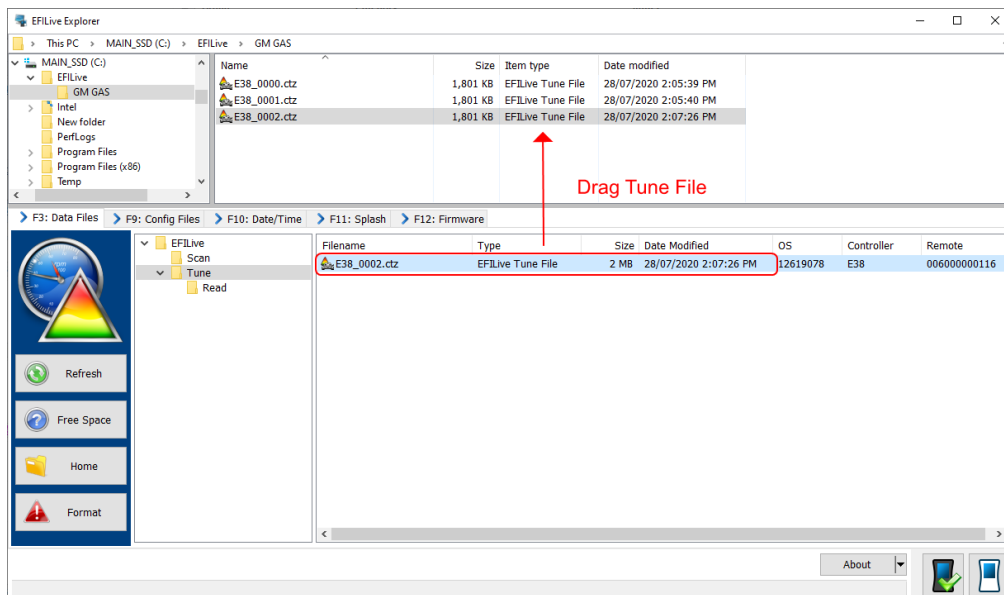 EFILive Explorer
This PC > MAIN_SSD (C:) > EFILive > GM GAS
MAIN_SSD (C:)
EFILive
GM GAS
Intel
New folder
PerfLogs
Program Files
Program Files (x86)
Temp
Name Size Item type Date modified
E38_0000.ctz 1,801 KB EFILive Tune File 28/07/2020 2:05:39 PM
E38_0001.ctz 1,801 KB EFILive Tune File 28/07/2020 2:05:40 PM
E38_0002.ctz 1,801 KB EFILive Tune File 28/07/2020 2:07:26 PM
Drag Tune File
F3: Data Files F9: Config Files F10: Date/Time F11: Splash F12: Firmware
Refresh
Free Space
Home
Format
EFILive
Scan
Tune
Read
Filename Type Size Date Modified OS Controller Remote
E38_0002.ctz EFILive Tune File 2 MB 28/07/2020 2:07:26 PM 12619078 E38 006000000116
About